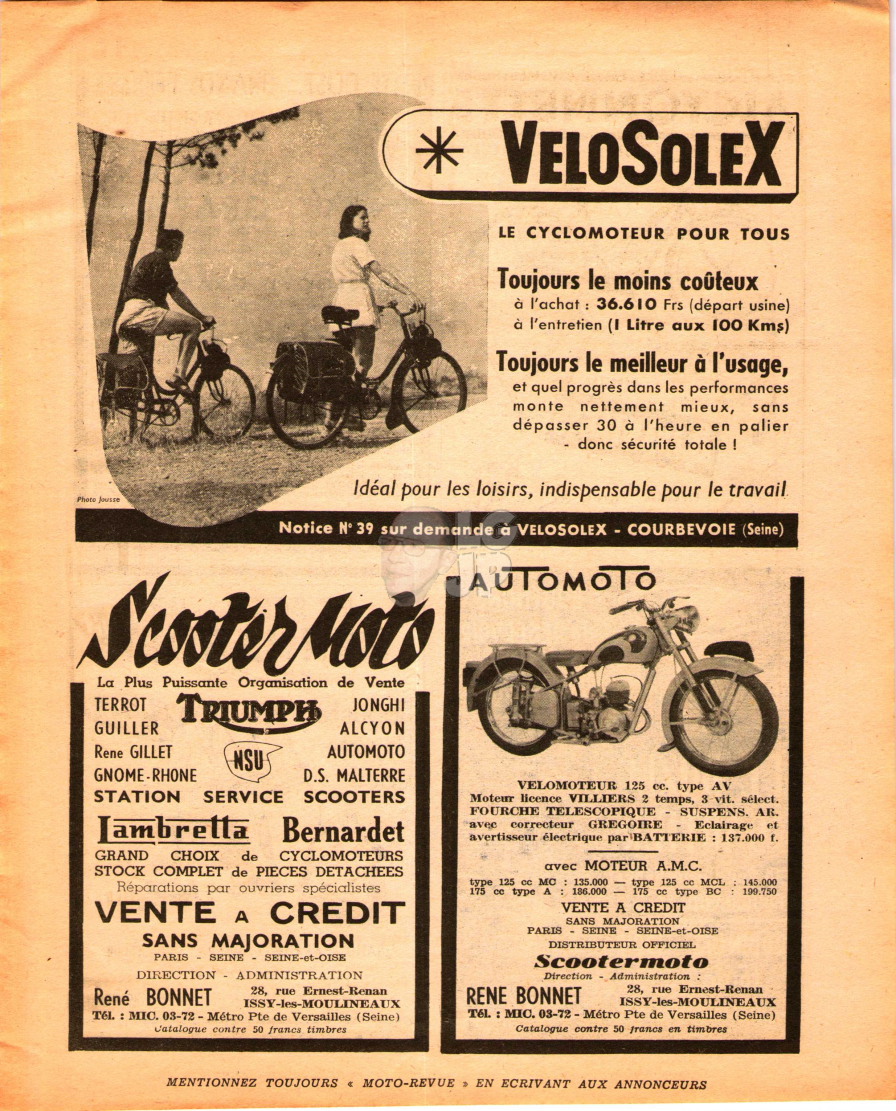 * VELOSOLEX
LE CYCLOMOTEUR POUR TOUS
Toujours le moins coûteux
à l'achat : 36.610 Frs (départ usine)
à l'entretien (1 Litre aux 100 Kms)
Toujours le meilleur à l'usage,
et quel progrès dans les performances
monte nettement mieux, sans
dépasser 30 à l'heure en palier
- donc sécurité totale !
Photo Jousse
Idéal pour les loisirs, indispensable pour le travail
Notice N° 39 sur demande à VELOSOLEX - COURBEVOIE (Seine)
Scooter Moto
La Plus Puissante Organisation de Vente
TERROT TRIUMPH JONGHI
GUILLER ALCYON
Rene GILLET NSU AUTOMOTO
GNOME-RHONE D.S. MALTERRE
STATION SERVICE SCOOTERS
Lambretta Bernardet
GRAND CHOIX de CYCLOMOTEURS
STOCK COMPLET de PIECES DETACHEES
Réparations par ouvriers spécialistes
VENTE A CREDIT
SANS MAJORATION
PARIS - SEINE - SEINE-et-OISE
DIRECTION - ADMINISTRATION
René BONNET 28, rue Ernest-Renan
ISSY-les-MOULINEAUX
Tél. : MIC. 03-72 - Métro Pte de Versailles (Seine)
Catalogue contre 50 francs timbres
AUTOMOTO
VELOMOTEUR 125 cc. type AV
Moteur licence VILLIERS 2 temps, 3 vit. sélect.
FOURCHE TELESCOPIQUE - SUSPENS. AR.
avec correcteur GREGOIRE - Eclairage et
avertisseur électrique par BATTERIE : 137.000 f.
avec MOTEUR A.M.C.
type 125 cc MC : 135.000 — type 125 cc MCL : 145.000
175 cc type A : 186.000 — 175 cc type BC : 199.750
VENTE A CREDIT
SANS MAJORATION
PARIS - SEINE - SEINE-et-OISE
DISTRIBUTEUR OFFICIEL
Scootermoto
Direction - Administration :
RENE BONNET 28, rue Ernest-Renan
ISSY-les-MOULINEAUX
Tél. : MIC. 03-72 - Métro Pte de Versailles (Seine)
Catalogue contre 50 francs en timbres
MENTIONNEZ TOUJOURS « MOTO-REVUE » EN ECRIVANT AUX ANNONCEURS